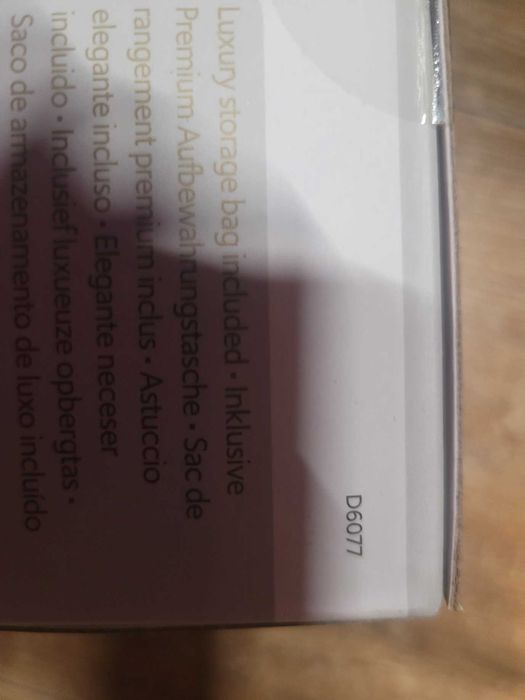 Luxury storage bag included • Inklusive
Premium-Aufbewahrungstasche • Sac de
rangement premium inclus • Astuccio
elegante incluso • Elegante neceser
incluido • Inclusief luxueuze opbergtas •
Saco de armazenamento de luxo incluído
D6077